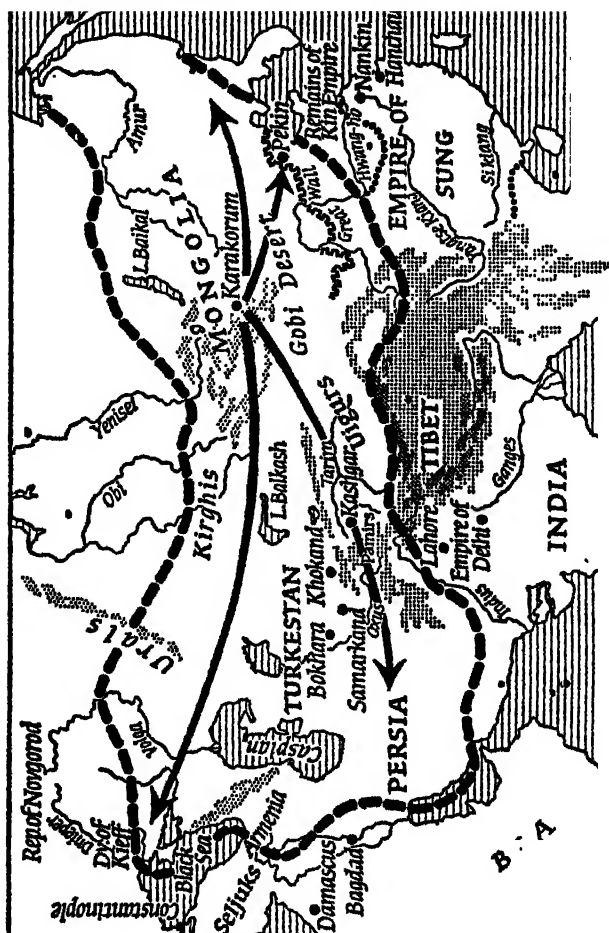 Rep of Novgorod
Dnieper
Dy. of
Kieff
Volga
Urals
Obi
Yenisei
Amur
L. Baikal
Constantinople
Black
Sea
Kirghis
MONGOLIA
Karakorum
Seljuks
Armenia
Caspian
L. Balkash
Gobi Desert
Pekin
Remains of
Kin Empire
TURKESTAN
Bokhara
Khokand
Samarkand
Oxus
Pamirs
Kashgar
Tarim
Uigurs
Great
Wall
Hwang-ho
Nankin
Hanchau
Damascus
Bagdad
PERSIA
EMPIRE OF
SUNG
Yangtse-Kiang
Si kiang
Lahore
Empire of
Delhi
TIBET
Indus
Ganges
INDIA
B. A